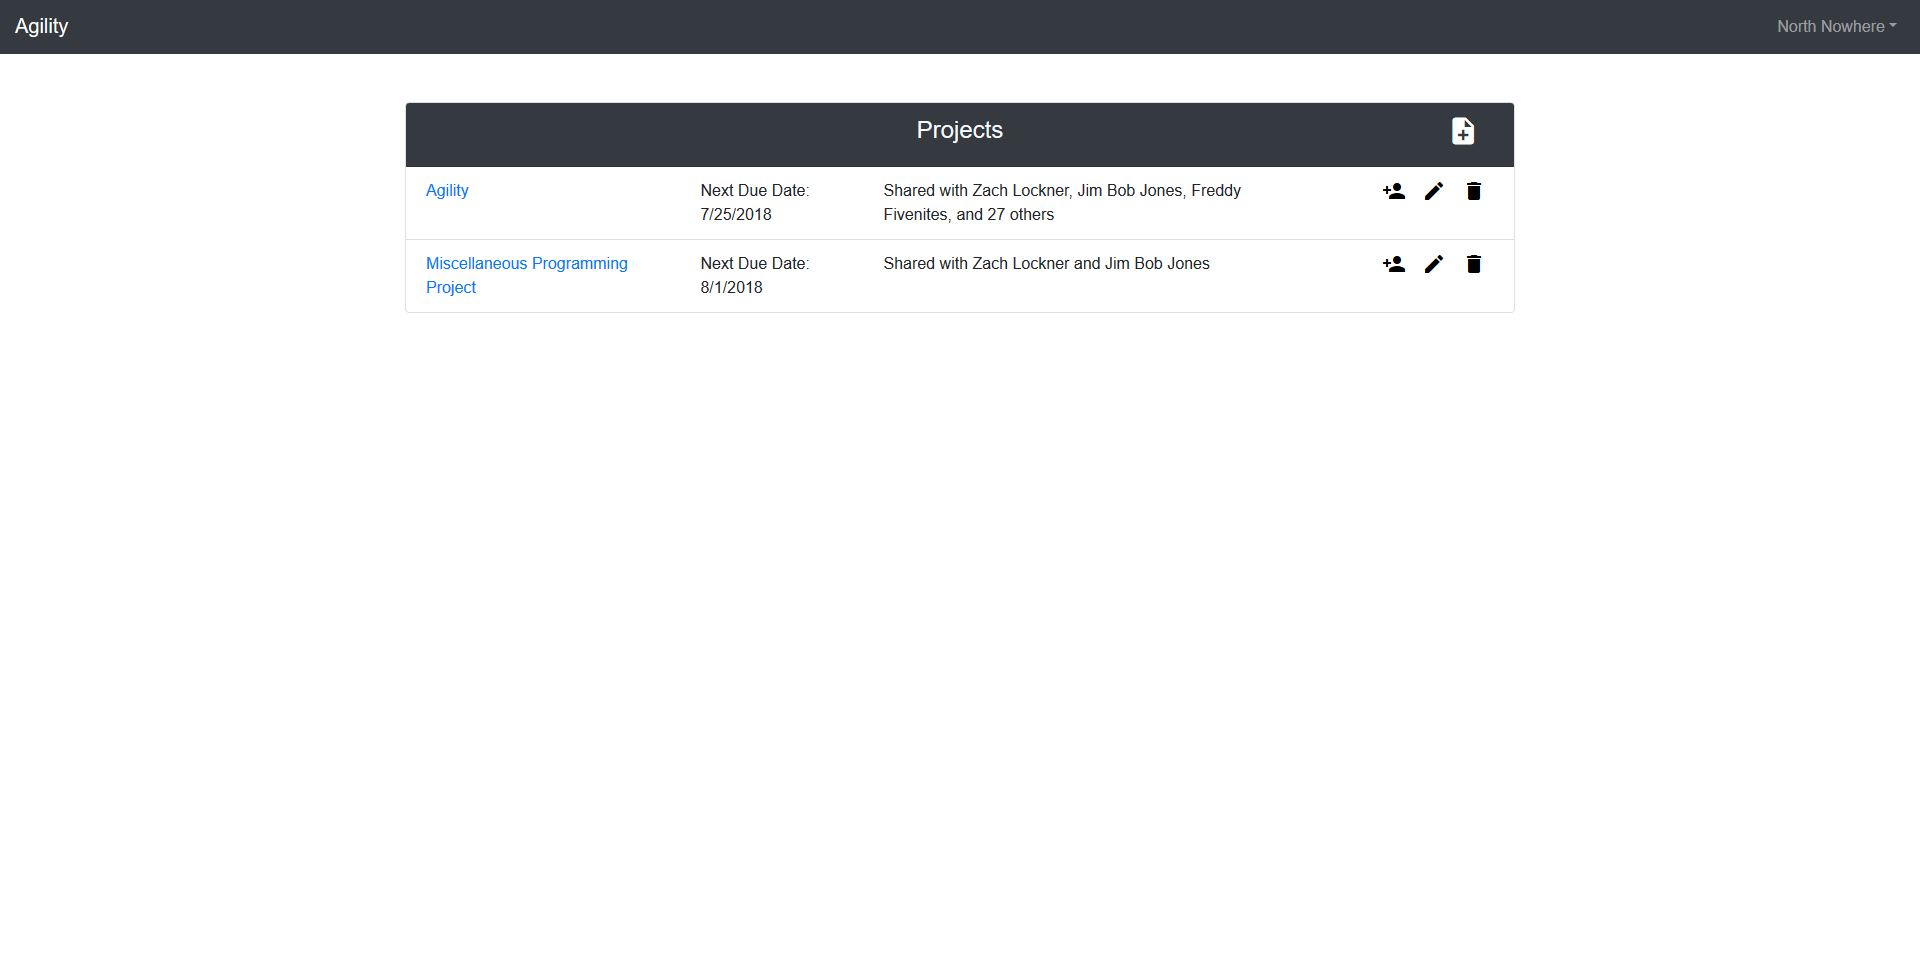 Agility
North Nowhere
Projects
Agility
Next Due Date:
7/25/2018
Shared with Zach Lockner, Jim Bob Jones, Freddy
Fivenites, and 27 others
Miscellaneous Programming
Project
Next Due Date:
8/1/2018
Shared with Zach Lockner and Jim Bob Jones